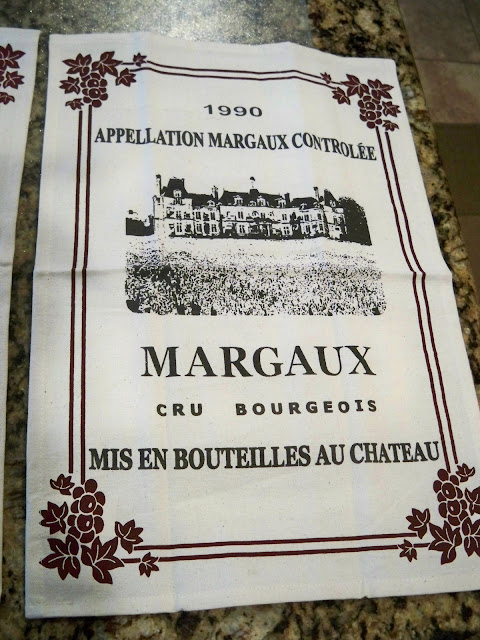 1990
APPELLATION MARGAUX CONTROLÉE
MARGAUX
CRU BOURGEOIS
MIS EN BOUTEILLES AU CHATEAU